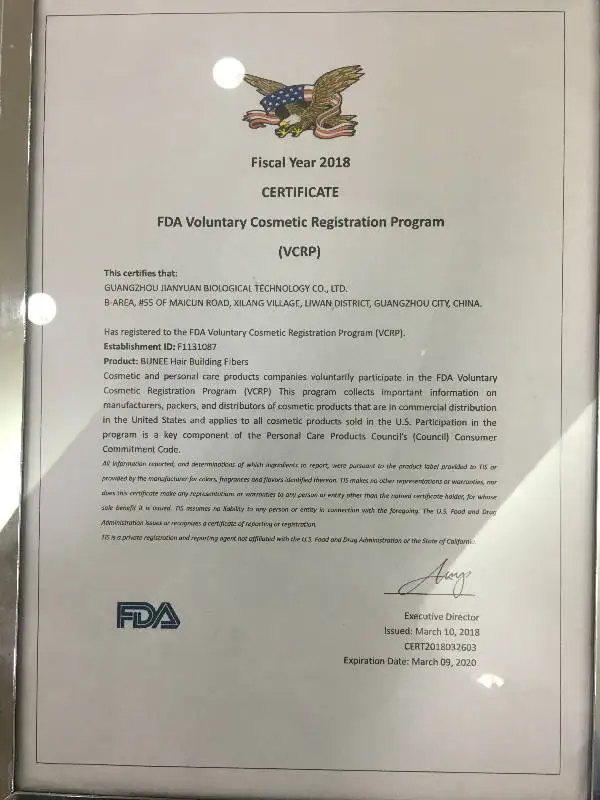 Fiscal Year 2018
CERTIFICATE
FDA Voluntary Cosmetic Registration Program
(VCRP)
This certifies that:
GUANGZHOU JIANYUAN BIOLOGICAL TECHNOLOGY CO., LTD.
B-AREA, #55 OF MAICUN ROAD, XILANG VILLAGE, LIWAN DISTRICT, GUANGZHOU CITY, CHINA.
Has registered to the FDA Voluntary Cosmetic Registration Program (VCRP).
Establishment ID: F1131087
Product: BUNEE Hair Building Fibers
Cosmetic and personal care products companies voluntarily participate in the FDA Voluntary
Cosmetic Registration Program (VCRP) This program collects important information on
manufacturers, packers, and distributors of cosmetic products that are in commercial distribution
in the United States and applies to all cosmetic products sold in the U.S. Participation in the
program is a key component of the Personal Care Products Council's (Council) Consumer
Commitment Code.
All information reported, and determinations of which ingredients to report, were pursuant to the product label provided to TIS or
provided by the manufacturer for colors, fragrances and flavors identified thereon. TIS makes no other representations or warranties, nor
does this certificate make any representations or warranties to any person or entity other than the named certificate holder, for whose
sole benefit it is issued. TIS assumes no liability to any person or entity in connection with the foregoing. The U.S. Food and Drug
Administration issues or recognizes a certificate of reporting or registration.
TIS is a private registration and reporting agent not affiliated with the U.S. Food and Drug Administration or the State of California.
FDA
Executive Director
Issued: March 10, 2018
CERT2018032603
Expiration Date: March 09, 2020